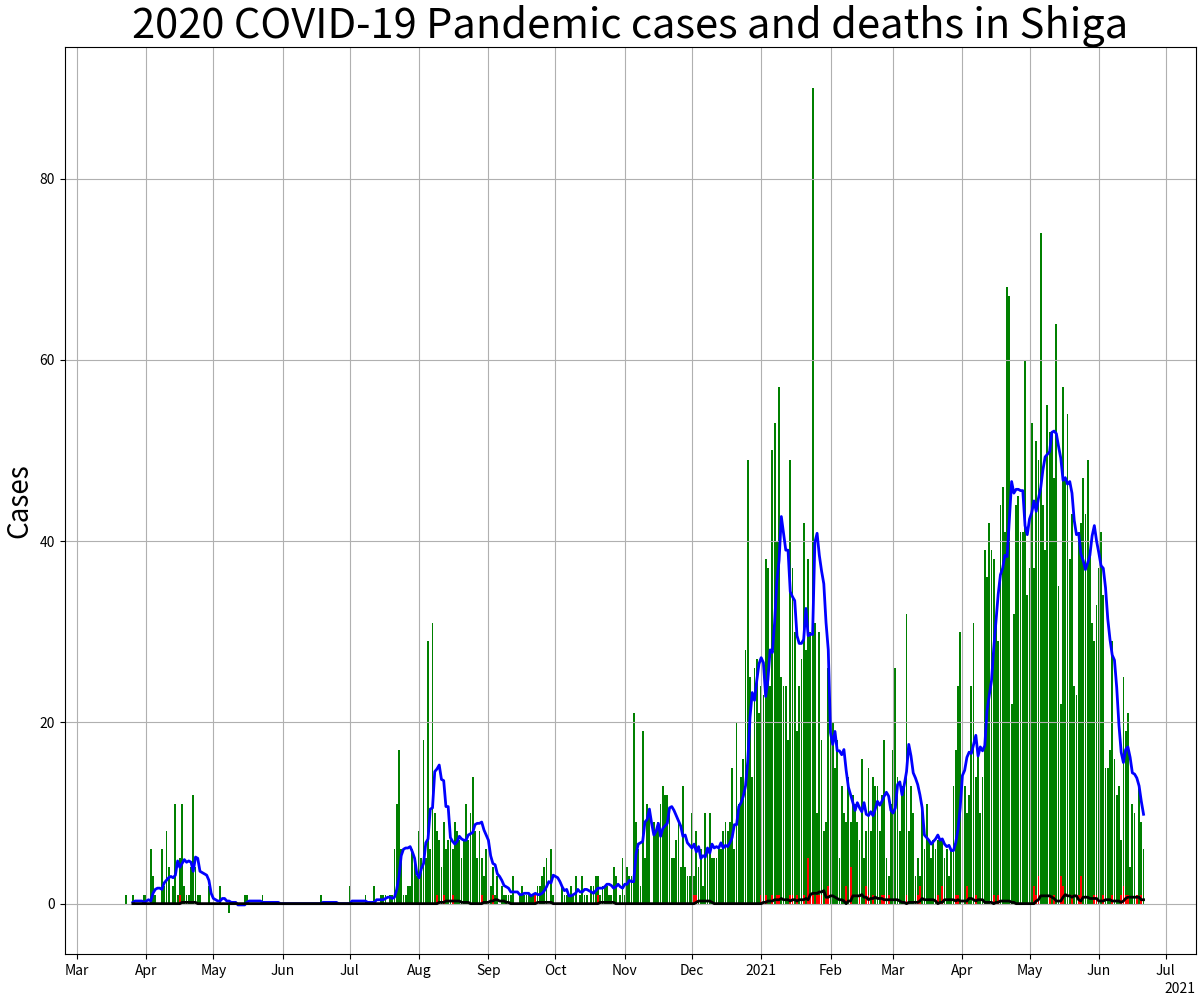 2020 COVID-19 Pandemic cases and deaths in Shiga
Cases
80
60
40
20
0
Mar Apr May Jun Jul Aug Sep Oct Nov Dec 2021 Feb Mar Apr May Jun Jul
2021